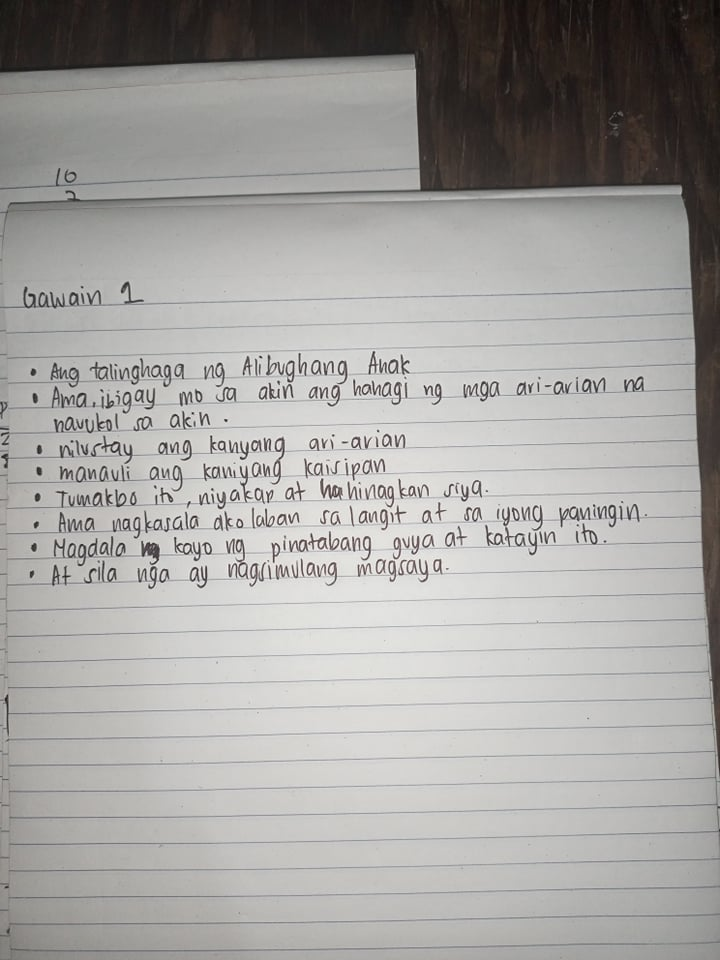 16
2
Gawain 1
• Ang talinghaga ng Alibughang Anak
• Ama, ibigay mo sa akin ang bahagi ng mga ari-arian na
nauukol sa akin.
• nilustay ang kanyang ari-arian
• manauli ang kaniyang kaisipan
• Tumakbo ito, niyakap at hahinagkan siya.
• Ama nagkasala ako laban sa langit at sa iyong paningin.
• Magdala kayo ng pinatabang guya at katayin ito.
• At sila nga ay nagsimulang magsaya.